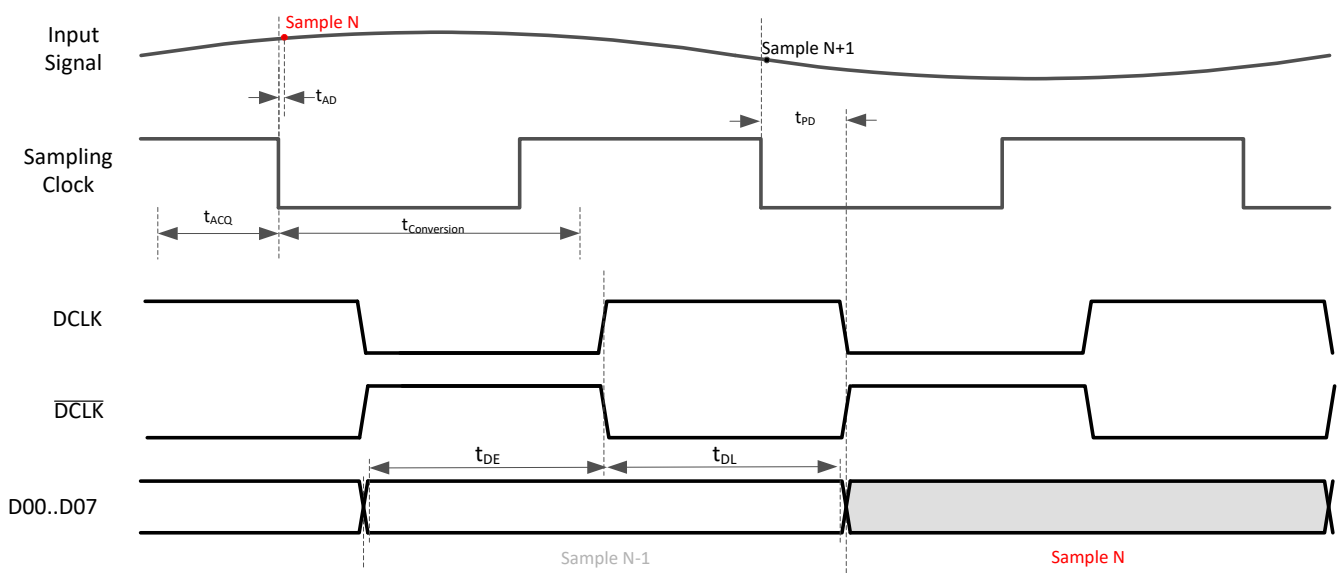 Sample N
Input
Signal
Sample N+1
tAD
tPD
Sampling
Clock
tACQ
tConversion
DCLK
DCLK
tDE
tDL
D00..D07
Sample N-1
Sample N